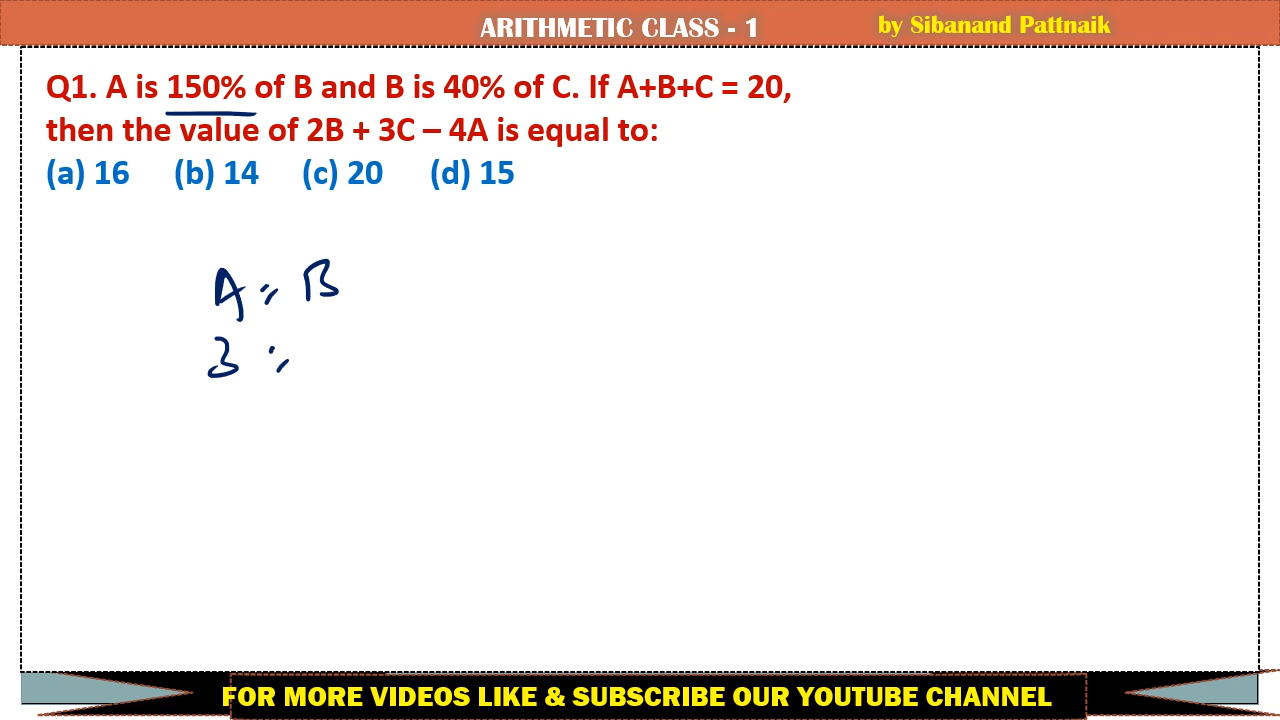 ARITHMETIC CLASS - 1
by Sibanand Pattnaik
Q1. A is 150% of B and B is 40% of C. If A+B+C = 20,
then the value of 2B + 3C – 4A is equal to:
(a) 16 (b) 14 (c) 20 (d) 15
A : B
3 :
FOR MORE VIDEOS LIKE & SUBSCRIBE OUR YOUTUBE CHANNEL